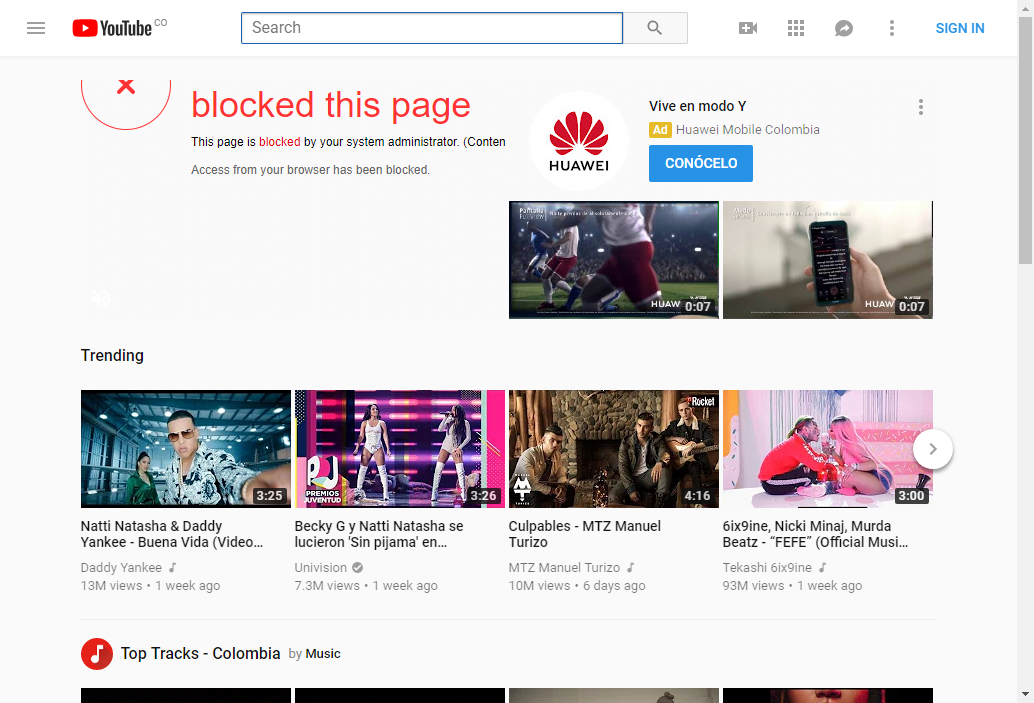 YouTube CO
Search
SIGN IN
blocked this page
This page is blocked by your system administrator. (Conten
Access from your browser has been blocked.
HUAWEI
Vive en modo Y
Ad Huawei Mobile Colombia
CONÓCELO
Pantalla
FullView
HUAW
0:07
Modo
HUAW
0:07
Trending
3:25
PREMIOS
JUVENTUD
3:26
Rocket
MANUEL
TURIZO
4:16
3:00
Natti Natasha & Daddy
Yankee - Buena Vida (Video...
Daddy Yankee
13M views • 1 week ago
Becky G y Natti Natasha se
lucieron 'Sin pijama' en...
Univision
7.3M views • 1 week ago
Culpables - MTZ Manuel
Turizo
MTZ Manuel Turizo
10M views • 6 days ago
6ix9ine, Nicki Minaj, Murda
Beatz - “FEFE” (Official Musi...
Tekashi 6ix9ine
93M views • 1 week ago
Top Tracks - Colombia by Music